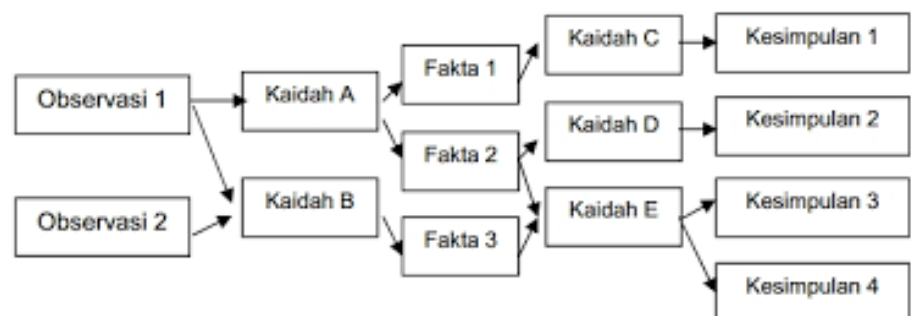 Observasi 1
Observasi 2
Kaidah A
Kaidah B
Fakta 1
Fakta 2
Fakta 3
Kaidah C
Kaidah D
Kaidah E
Kesimpulan 1
Kesimpulan 2
Kesimpulan 3
Kesimpulan 4